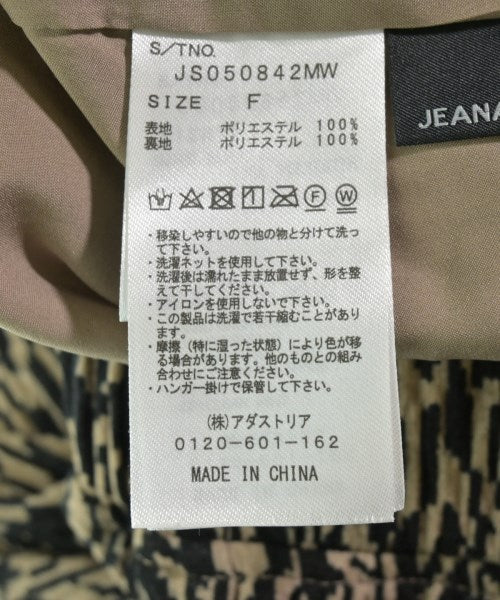 S/TNO.
JS050842MW
SIZE F
表地 ポリエステル 100%
裏地 ポリエステル 100%
・移染しやすいので他の物と分けて洗っ
て下さい。
・洗濯ネットを使用して下さい。
・洗濯後は濡れたまま放置せず、形を整
えて干してください。
・アイロンを使用しないで下さい。
・この製品は洗濯で若干縮むことがあり
ます。
・摩擦（特に湿った状態）により色が移
る場合があります。他のものとの組み
合わせにご注意ください。
・ハンガー掛けで保管して下さい。
(株)アダストリア
0120-601-162
MADE IN CHINA
JEANA